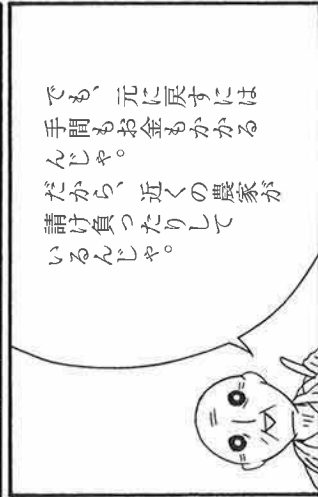 でも、元に戻すには
手間もお金もかかる
んじゃ。
だから、近くの農家が
請け負ったりして
いるんじゃ。